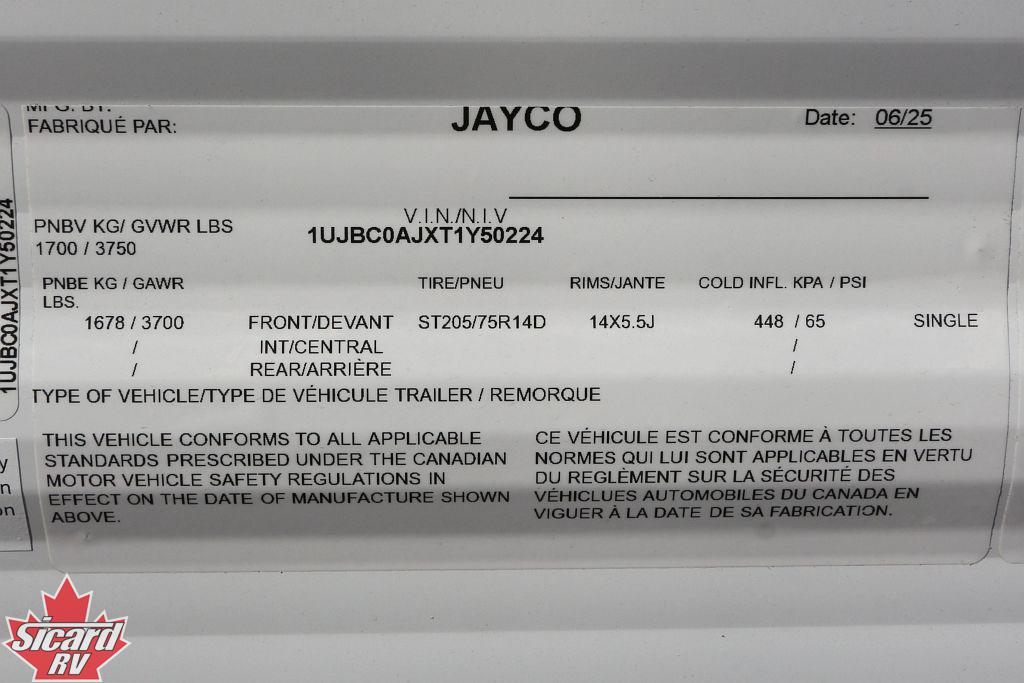 MFG. BY:
FABRIQUÉ PAR:
JAYCO
Date: 06/25
V.I.N./N.I.V
1UJBC0AJXT1Y50224
PNBV KG/ GVWR LBS
1700 / 3750
PNBE KG / GAWR
LBS.
TIRE/PNEU
RIMS/JANTE
COLD INFL. KPA / PSI
1678 / 3700 FRONT/DEVANT ST205/75R14D 14X5.5J 448 / 65 SINGLE
/ INT/CENTRAL /
/ REAR/ARRIÈRE /
TYPE OF VEHICLE/TYPE DE VÉHICULE TRAILER / REMORQUE
THIS VEHICLE CONFORMS TO ALL APPLICABLE
STANDARDS PRESCRIBED UNDER THE CANADIAN
MOTOR VEHICLE SAFETY REGULATIONS IN
EFFECT ON THE DATE OF MANUFACTURE SHOWN
ABOVE.
CE VÉHICULE EST CONFORME À TOUTES LES
NORMES QUI LUI SONT APPLICABLES EN VERTU
DU REGLÈMENT SUR LA SÉCURITÉ DES
VÉHICLUES AUTOMOBILES DU CANADA EN
VIGUER À LA DATE DE SA FABRICATION.
1UJBC0AJXT1Y50224
Sicard
RV